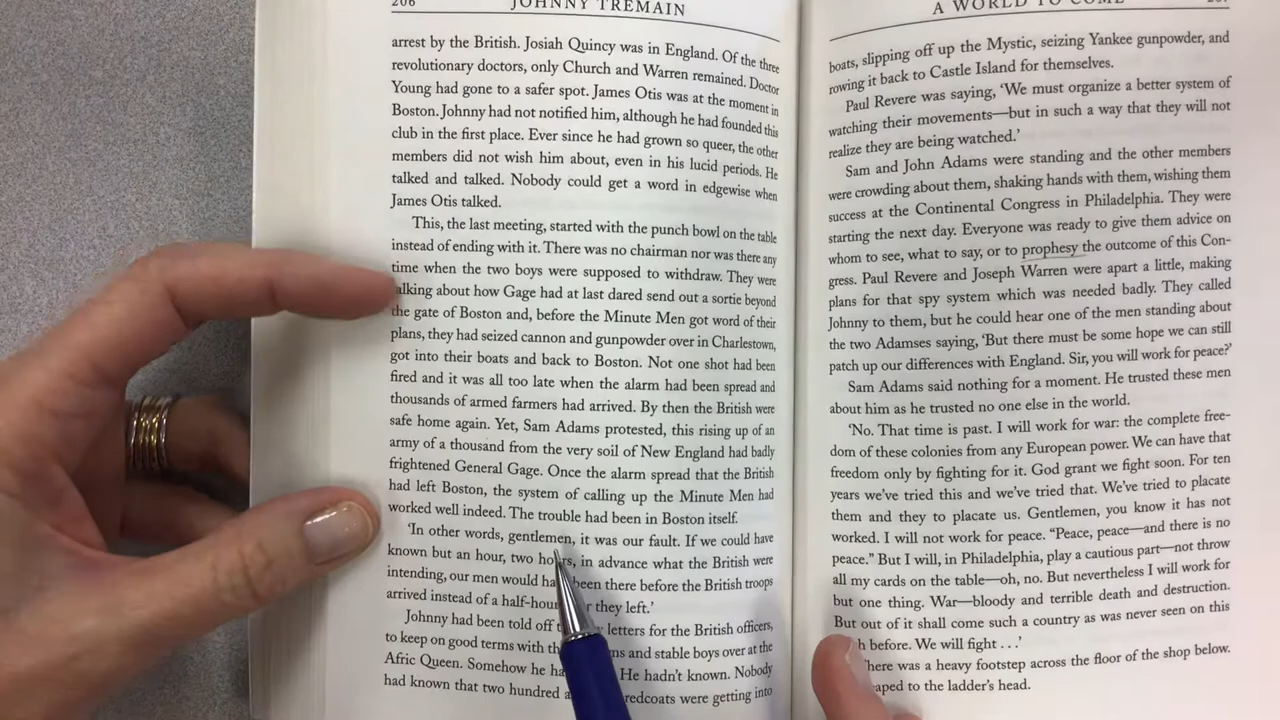 206 JOHNNY TREMAIN
arrest by the British. Josiah Quincy was in England. Of the three
revolutionary doctors, only Church and Warren remained. Doctor
Young had gone to a safer spot. James Otis was at the moment in
Boston. Johnny had not notified him, although he had founded this
club in the first place. Ever since he had grown so queer, the other
members did not wish him about, even in his lucid periods. He
talked and talked. Nobody could get a word in edgewise when
James Otis talked.
This, the last meeting, started with the punch bowl on the table
instead of ending with it. There was no chairman nor was there any
time when the two boys were supposed to withdraw. They were
alking about how Gage had at last dared send out a sortie beyond
the gate of Boston and, before the Minute Men got word of their
plans, they had seized cannon and gunpowder over in Charlestown,
got into their boats and back to Boston. Not one shot had been
fired and it was all too late when the alarm had been spread and
thousands of armed farmers had arrived. By then the British were
safe home again. Yet, Sam Adams protested, this rising up of an
army of a thousand from the very soil of New England had badly
frightened General Gage. Once the alarm spread that the British
had left Boston, the system of calling up the Minute Men had
worked well indeed. The trouble had been in Boston itself.
‘In other words, gentlemen, it was our fault. If we could have
known but an hour, two hours, in advance what the British were
intending, our men would ha been there before the British troops
arrived instead of a half-hour r they left.’
Johnny had been told off t letters for the British officers,
to keep on good terms with th ms and stable boys over at the
Afric Queen. Somehow he ha He hadn’t known. Nobody
had known that two hundred a redcoats were getting into
A WORLD TO COME
boats, slipping off up the Mystic, seizing Yankee gunpowder, and
rowing it back to Castle Island for themselves.
Paul Revere was saying, ‘We must organize a better system of
watching their movements—but in such a way that they will not
realize they are being watched.’
Sam and John Adams were standing and the other members
were crowding about them, shaking hands with them, wishing them
success at the Continental Congress in Philadelphia. They were
starting the next day. Everyone was ready to give them advice on
whom to see, what to say, or to prophesy the outcome of this Con-
gress. Paul Revere and Joseph Warren were apart a little, making
plans for that spy system which was needed badly. They called
Johnny to them, but he could hear one of the men standing about
the two Adamses saying, ‘But there must be some hope we can still
patch up our differences with England. Sir, you will work for peace?’
Sam Adams said nothing for a moment. He trusted these men
about him as he trusted no one else in the world.
‘No. That time is past. I will work for war: the complete free-
dom of these colonies from any European power. We can have that
freedom only by fighting for it. God grant we fight soon. For ten
years we’ve tried this and we’ve tried that. We’ve tried to placate
them and they to placate us. Gentlemen, you know it has not
worked. I will not work for peace. “Peace, peace—and there is no
peace.” But I will, in Philadelphia, play a cautious part—not throw
all my cards on the table—oh, no. But nevertheless I will work for
but one thing. War—bloody and terrible death and destruction.
But out of it shall come such a country as was never seen on this
h before. We will fight . . .’
here was a heavy footstep across the floor of the shop below.
eaped to the ladder’s head.